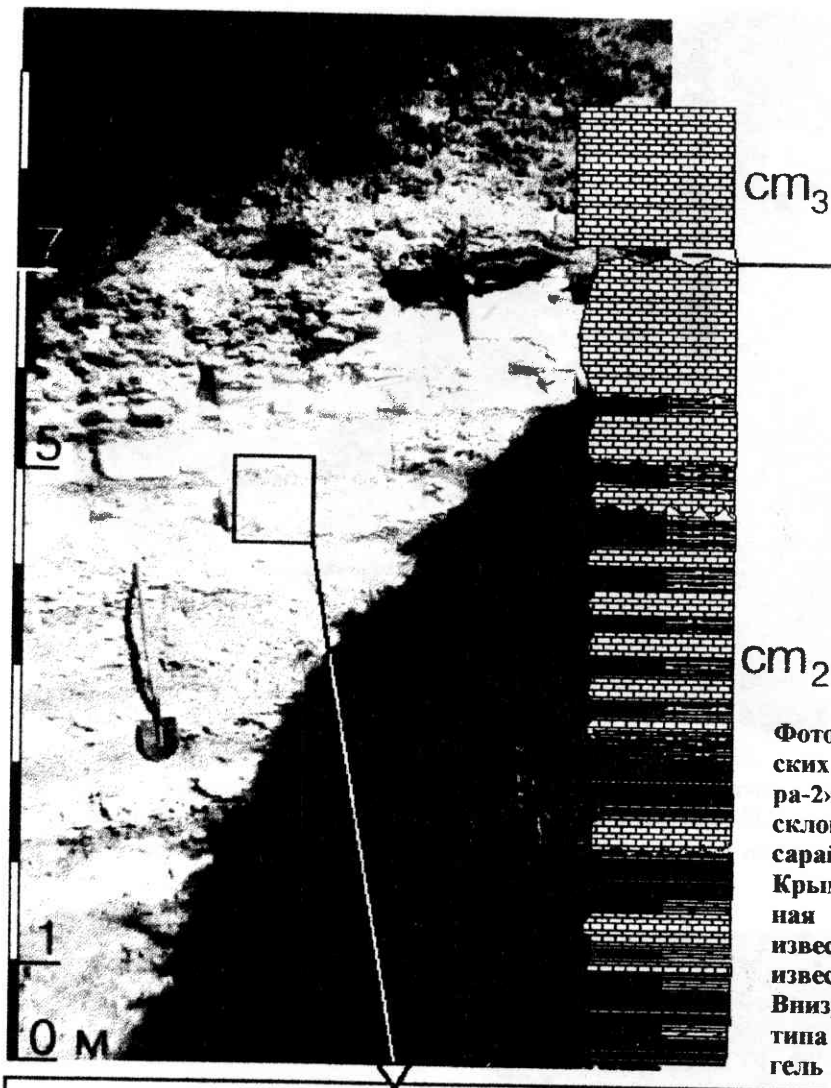 cm₃
7
5
cm₂
Фото
ских
ра-2»
скло
сарай
Крым
ная
извес
извес
Вниз
типа
гель
1
0 м